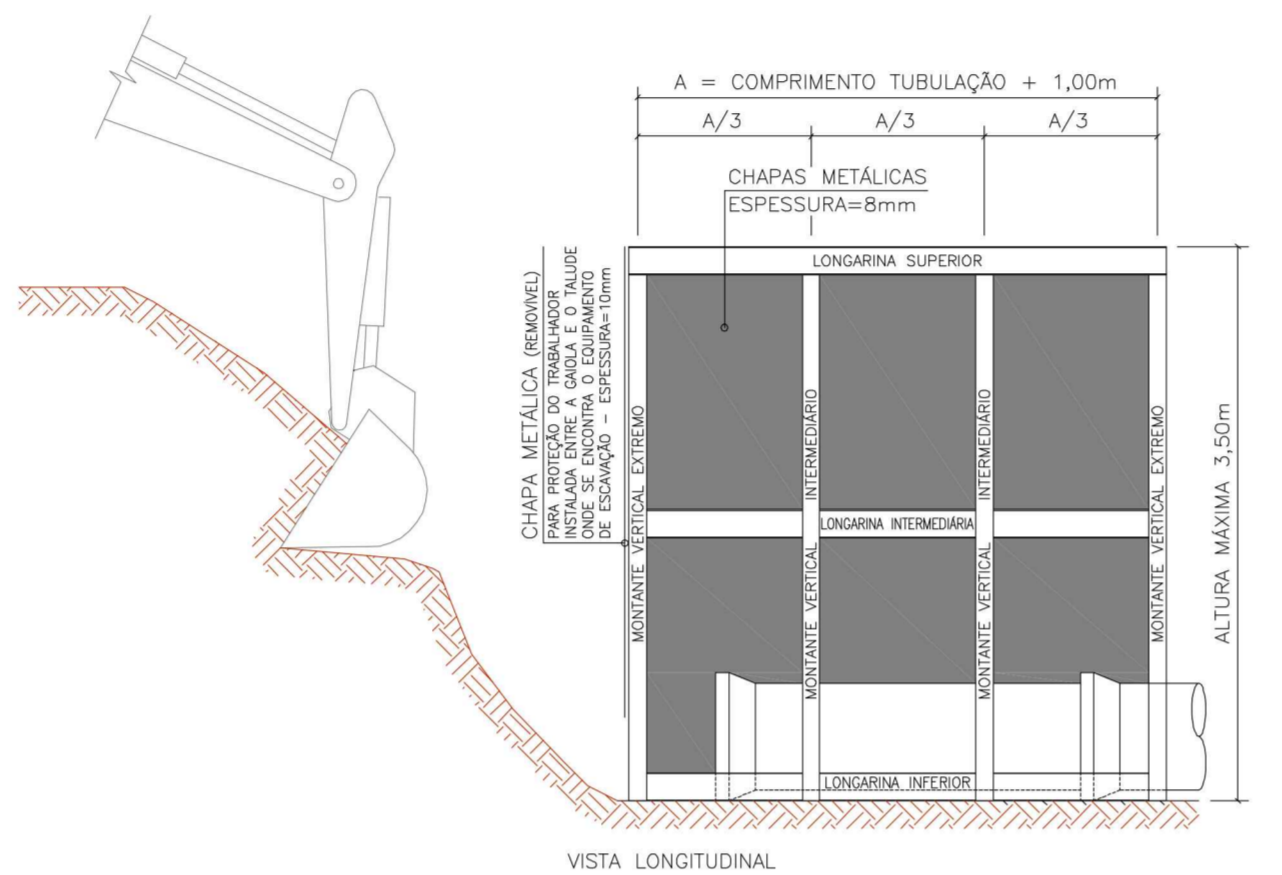 A = COMPRIMENTO TUBULAÇÃO + 1,00m
A/3
A/3
A/3
CHAPAS METÁLICAS
ESPESSURA=8mm
CHAPA METÁLICA (REMOVÍVEL)
PARA PROTEÇÃO DO TRABALHADOR
INSTALADA ENTRE A GAIOLA E O TALUDE
ONDE SE ENCONTRA O EQUIPAMENTO
DE ESCAVAÇÃO - ESPESSURA=10mm
LONGARINA SUPERIOR
MONTANTE VERTICAL EXTREMO
MONTANTE VERTICAL INTERMEDIÁRIO
MONTANTE VERTICAL INTERMEDIÁRIO
MONTANTE VERTICAL EXTREMO
LONGARINA INTERMEDIÁRIA
LONGARINA INFERIOR
ALTURA MÁXIMA 3,50m
VISTA LONGITUDINAL